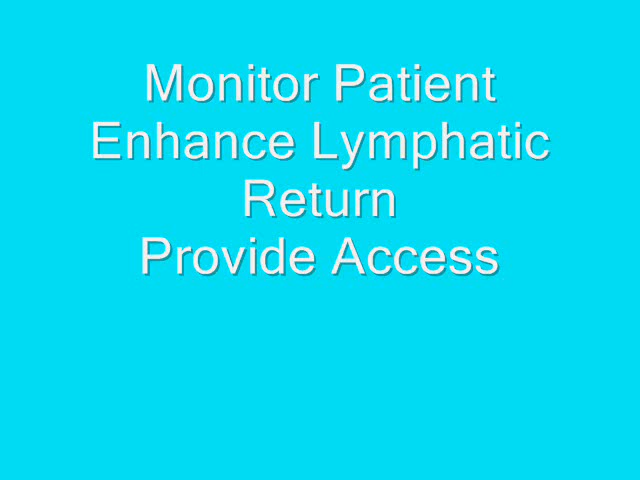 Monitor Patient
Enhance Lymphatic
Return
Provide Access